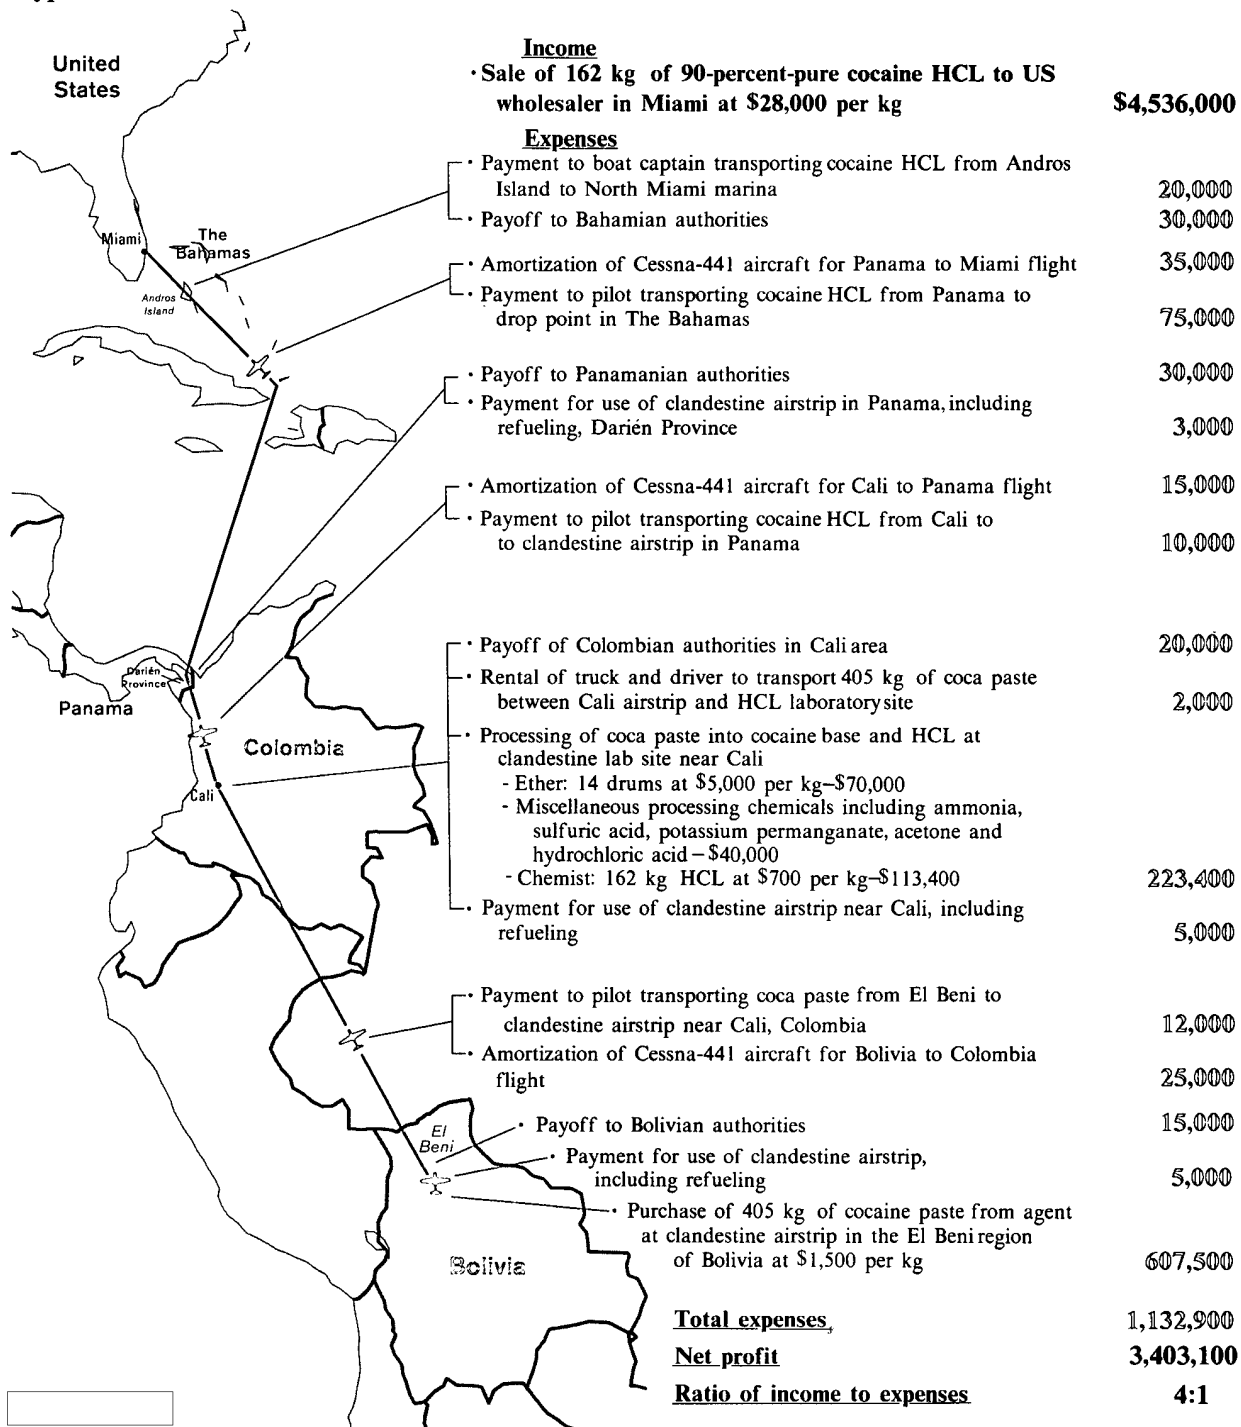 United
States
Income
· Sale of 162 kg of 90-percent-pure cocaine HCL to US
wholesaler in Miami at $28,000 per kg $4,536,000
Expenses
· Payment to boat captain transporting cocaine HCL from Andros
Island to North Miami marina 20,000
· Payoff to Bahamian authorities 30,000
Miami
The
Bahamas
Andros
Island
· Amortization of Cessna-441 aircraft for Panama to Miami flight 35,000
· Payment to pilot transporting cocaine HCL from Panama to
drop point in The Bahamas 75,000
· Payoff to Panamanian authorities 30,000
· Payment for use of clandestine airstrip in Panama, including
refueling, Darién Province 3,000
· Amortization of Cessna-441 aircraft for Cali to Panama flight 15,000
· Payment to pilot transporting cocaine HCL from Cali to
to clandestine airstrip in Panama 10,000
· Payoff of Colombian authorities in Cali area 20,000
Darién
Province
Panama
· Rental of truck and driver to transport 405 kg of coca paste
between Cali airstrip and HCL laboratory site 2,000
Colombia
Cali
· Processing of coca paste into cocaine base and HCL at
clandestine lab site near Cali
- Ether: 14 drums at $5,000 per kg–$70,000
- Miscellaneous processing chemicals including ammonia,
sulfuric acid, potassium permanganate, acetone and
hydrochloric acid – $40,000
- Chemist: 162 kg HCL at $700 per kg–$113,400 223,400
· Payment for use of clandestine airstrip near Cali, including
refueling 5,000
· Payment to pilot transporting coca paste from El Beni to
clandestine airstrip near Cali, Colombia 12,000
· Amortization of Cessna-441 aircraft for Bolivia to Colombia
flight 25,000
El
Beni
· Payoff to Bolivian authorities 15,000
· Payment for use of clandestine airstrip,
including refueling 5,000
· Purchase of 405 kg of cocaine paste from agent
at clandestine airstrip in the El Beni region
of Bolivia at $1,500 per kg 607,500
Bolivia
Total expenses 1,132,900
Net profit 3,403,100
Ratio of income to expenses 4:1